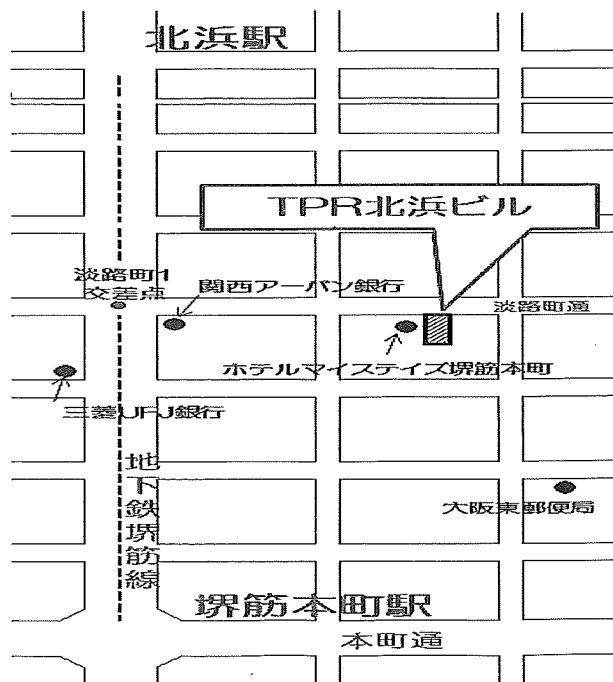 北浜駅
TPR北浜ビル
淡路町1
交差点
関西アーバン銀行
淡路町通
ホテルマイステイズ堺筋本町
三菱UFJ銀行
地下鉄堺筋線
大阪東郵便局
堺筋本町駅
本町通